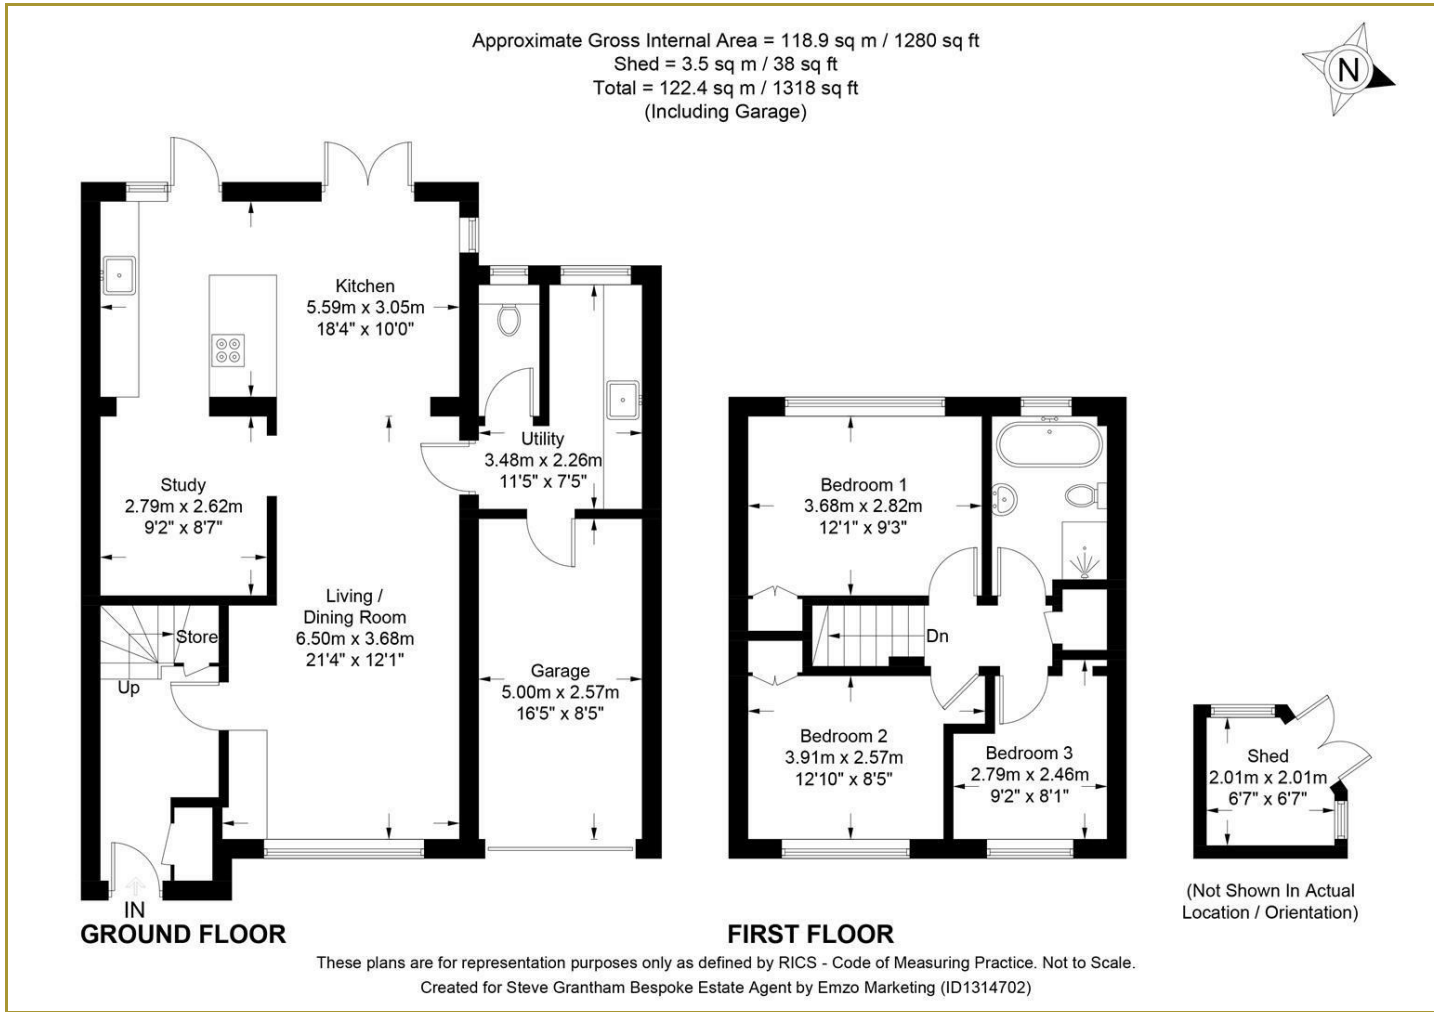 Approximate Gross Internal Area = 118.9 sq m / 1280 sq ft
Shed = 3.5 sq m / 38 sq ft
Total = 122.4 sq m / 1318 sq ft
(Including Garage)
N
Kitchen
5.59m x 3.05m
18'4" x 10'0"
Utility
3.48m x 2.26m
11'5" x 7'5"
Study
2.79m x 2.62m
9'2" x 8'7"
Living /
Dining Room
6.50m x 3.68m
21'4" x 12'1"
Store
Up
Garage
5.00m x 2.57m
16'5" x 8'5"
IN
GROUND FLOOR
Bedroom 1
3.68m x 2.82m
12'1" x 9'3"
Dn
Bedroom 2
3.91m x 2.57m
12'10" x 8'5"
Bedroom 3
2.79m x 2.46m
9'2" x 8'1"
FIRST FLOOR
Shed
2.01m x 2.01m
6'7" x 6'7"
(Not Shown In Actual
Location / Orientation)
These plans are for representation purposes only as defined by RICS - Code of Measuring Practice. Not to Scale.
Created for Steve Grantham Bespoke Estate Agent by Emzo Marketing (ID1314702)